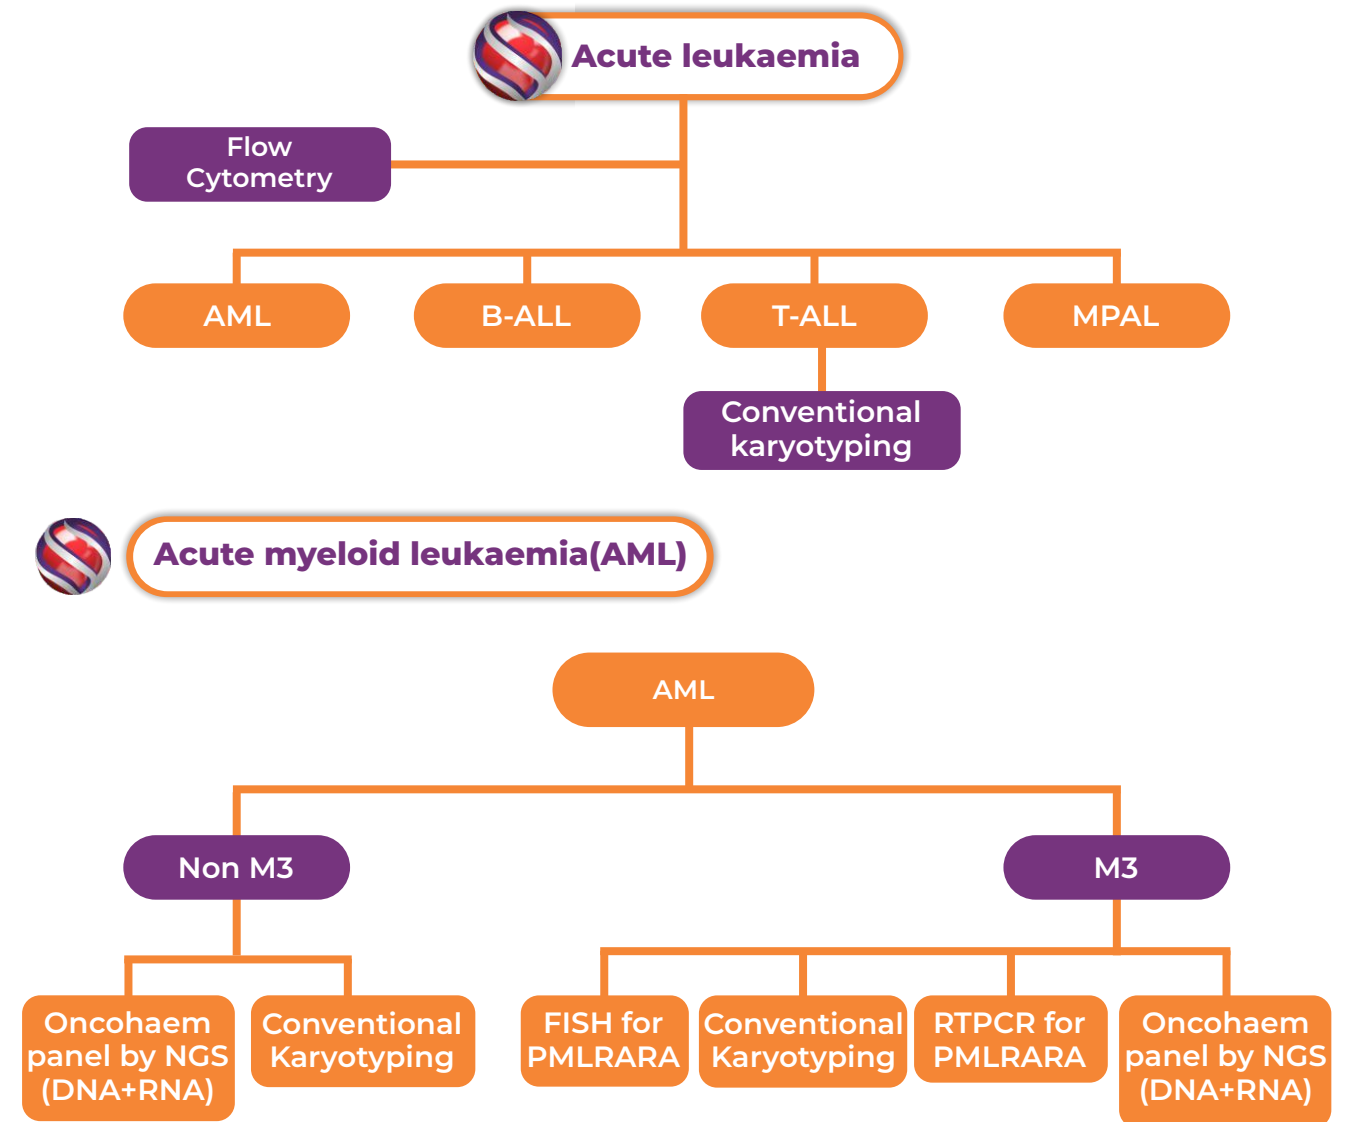 Acute leukaemia
Flow
Cytometry
AML
B-ALL
T-ALL
MPAL
Conventional
karyotyping
Acute myeloid leukaemia(AML)
AML
Non M3
M3
Oncohaem
panel by NGS
(DNA+RNA)
Conventional
Karyotyping
FISH for
PMLRARA
Conventional
Karyotyping
RTPCR for
PMLRARA
Oncohaem
panel by NGS
(DNA+RNA)